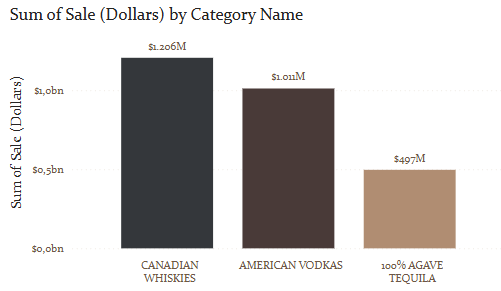 Sum of Sale (Dollars) by Category Name
$1.206M
$1.011M
$497M
$1,0bn
$0,5bn
$0,0bn
Sum of Sale (Dollars)
CANADIAN
WHISKIES
AMERICAN VODKAS
100% AGAVE
TEQUILA